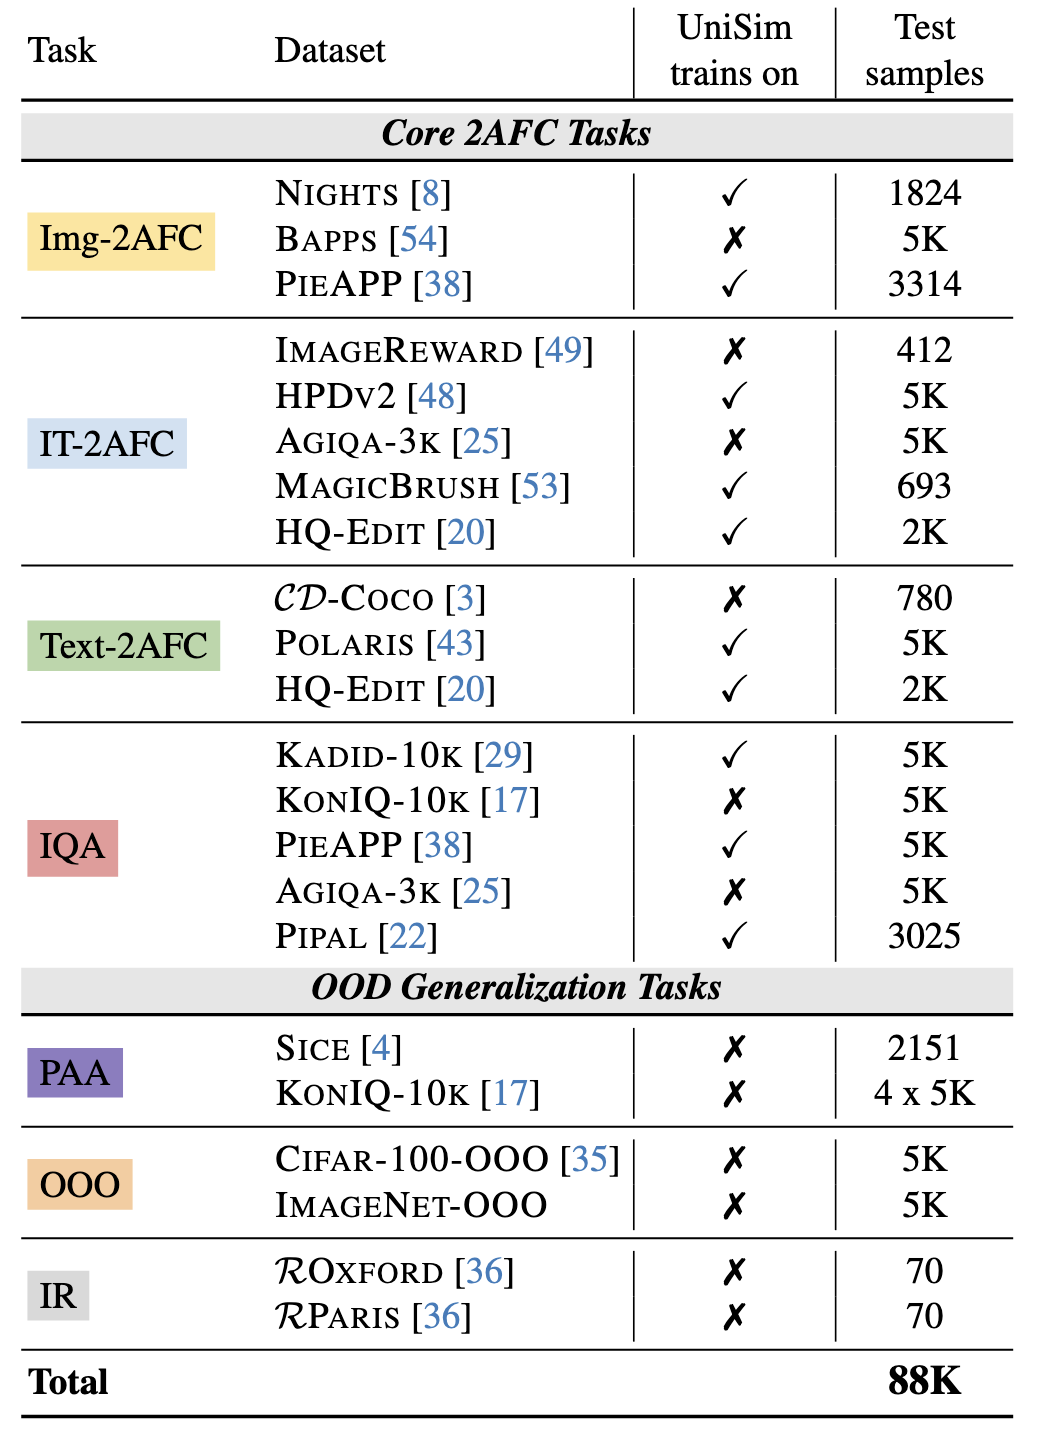 Task Dataset UniSim trains on Test samples
Core 2AFC Tasks
Img-2AFC
NIGHTS [8] ✓ 1824
BAPPS [54] ✗ 5K
PIEAPP [38] ✓ 3314
IT-2AFC
IMAGEREWARD [49] ✗ 412
HPDV2 [48] ✓ 5K
AGIQA-3K [25] ✗ 5K
MAGICBRUSH [53] ✓ 693
HQ-EDIT [20] ✓ 2K
Text-2AFC
𝒞𝒟-COCO [3] ✗ 780
POLARIS [43] ✓ 5K
HQ-EDIT [20] ✓ 2K
IQA
KADID-10K [29] ✓ 5K
KONIQ-10K [17] ✗ 5K
PIEAPP [38] ✓ 5K
AGIQA-3K [25] ✗ 5K
PIPAL [22] ✓ 3025
OOD Generalization Tasks
PAA
SICE [4] ✗ 2151
KONIQ-10K [17] ✗ 4 x 5K
OOO
CIFAR-100-OOO [35] ✗ 5K
IMAGENET-OOO ✗ 5K
IR
ℛOXFORD [36] ✗ 70
ℛPARIS [36] ✗ 70
Total 88K